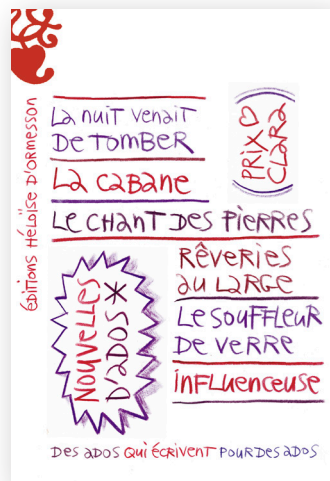 La nuit venait
De tomber
PRIX
CLARA
La cabane
Le chant des pierres
Rêveries
au large
Le souffleur
de verre
influenceuse
NOUVELLES
D'ADOS *
éditions Héloïse d'Ormesson
Des ados qui écrivent pour des ados